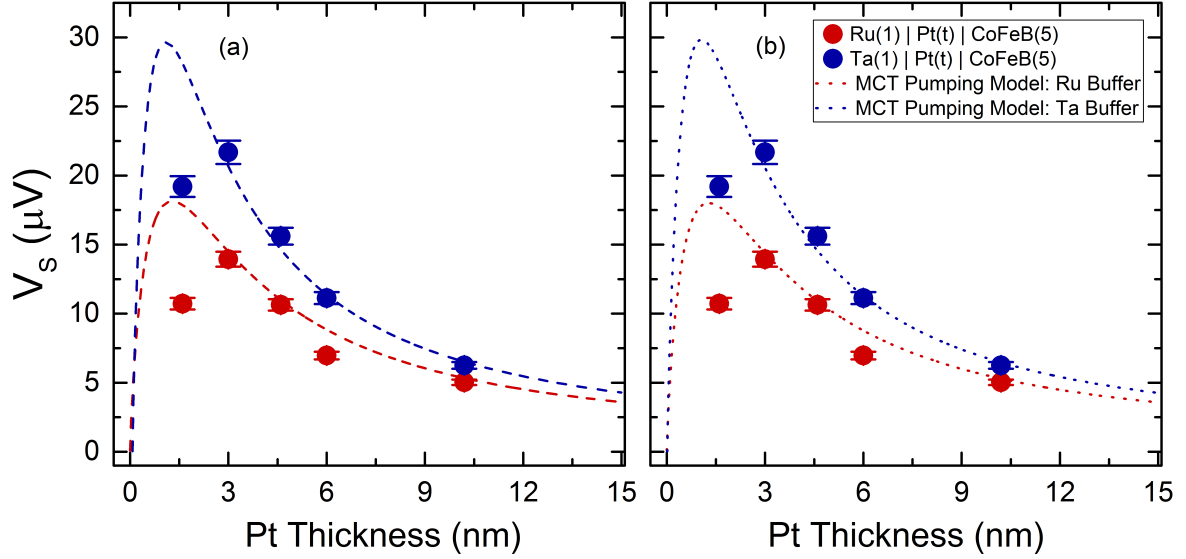 (a)
(b)
Ru(1) | Pt(t) | CoFeB(5)
Ta(1) | Pt(t) | CoFeB(5)
MCT Pumping Model: Ru Buffer
MCT Pumping Model: Ta Buffer
30
25
20
15
10
5
0
V_S (μV)
0 3 6 9 12 15
0 3 6 9 12 15
Pt Thickness (nm)
Pt Thickness (nm)